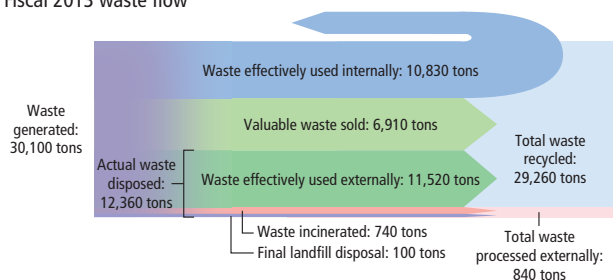 Fiscal 2013 waste flow
Waste effectively used internally: 10,830 tons
Waste
generated:
30,100 tons
Valuable waste sold: 6,910 tons
Total waste
recycled:
29,260 tons
Actual waste
disposed:
12,360 tons
Waste effectively used externally: 11,520 tons
Waste incinerated: 740 tons
Final landfill disposal: 100 tons
Total waste
processed externally:
840 tons